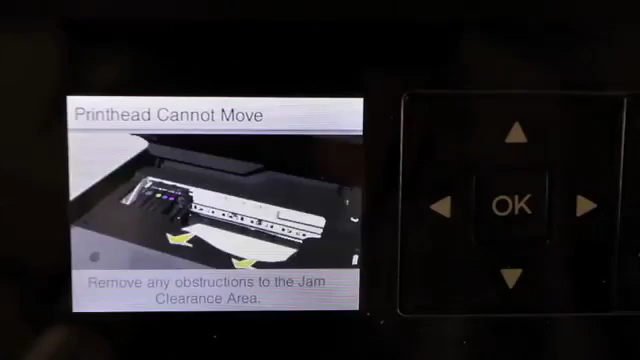 Printhead Cannot Move
OK
Remove any obstructions to the Jam
Clearance Area.